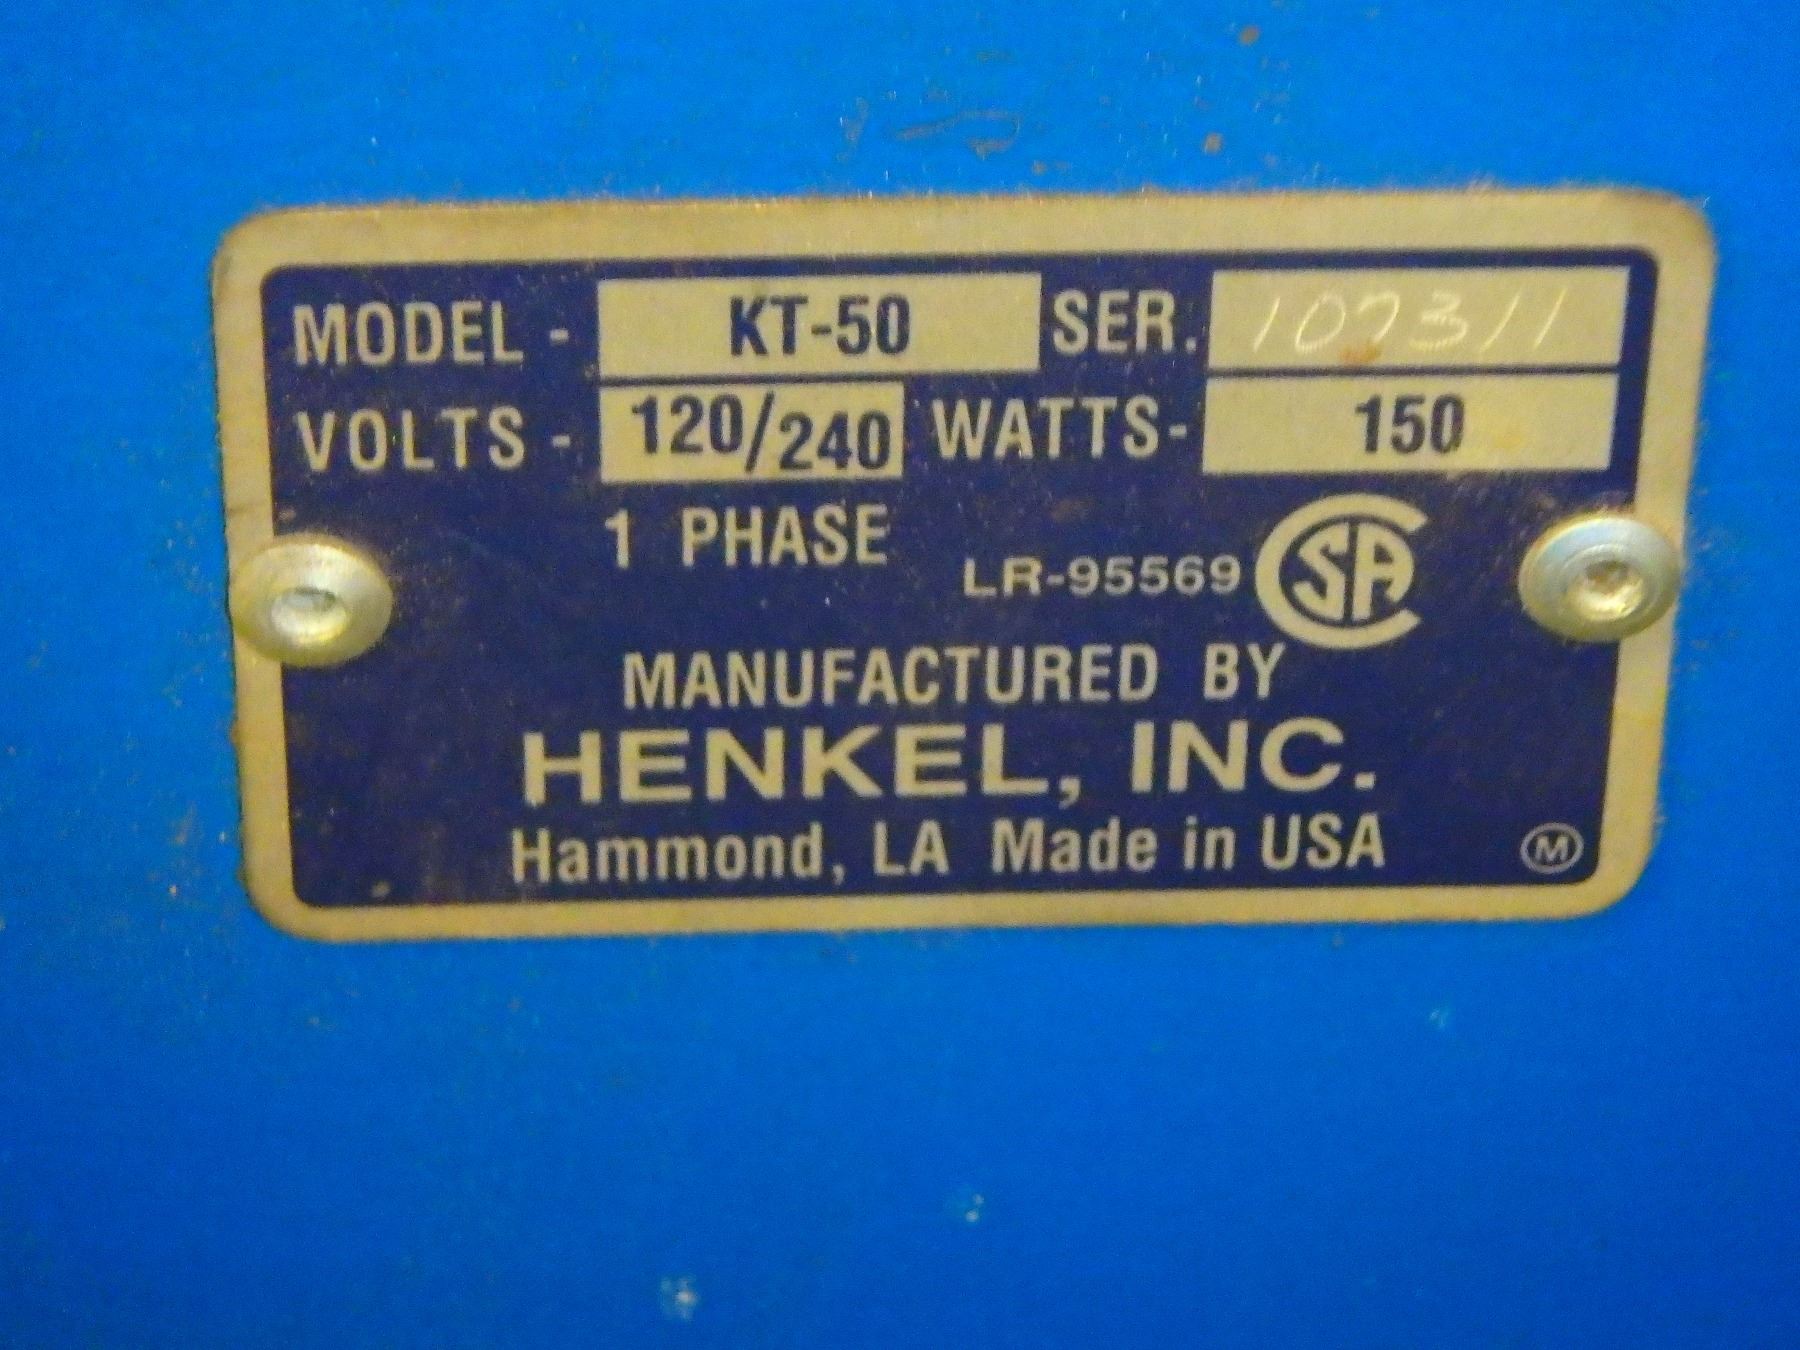 MODEL - KT-50 SER. 107311
VOLTS - 120/240 WATTS- 150
1 PHASE
LR-95569 CSA
MANUFACTURED BY
HENKEL, INC.
Hammond, LA Made in USA M